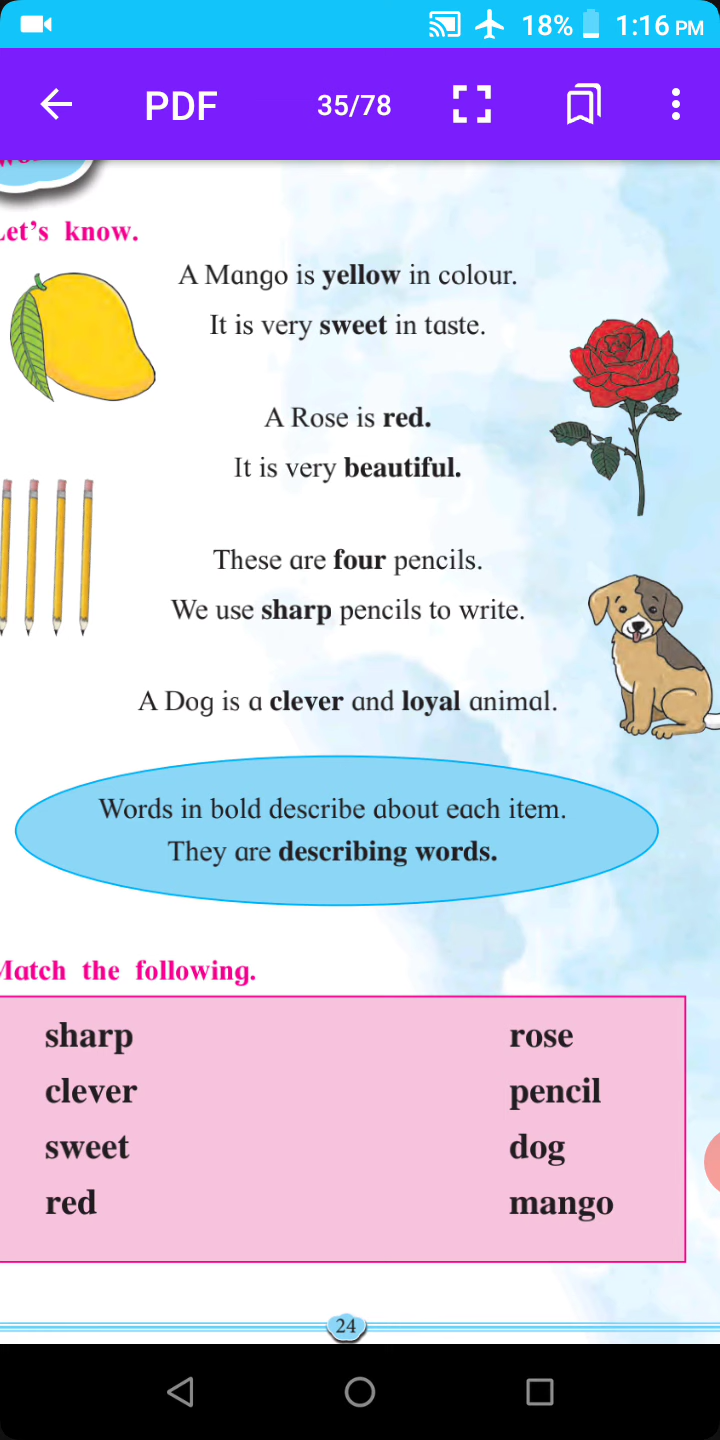 18% 1:16 PM
PDF 35/78
Let's know.
A Mango is yellow in colour.
It is very sweet in taste.
A Rose is red.
It is very beautiful.
These are four pencils.
We use sharp pencils to write.
A Dog is a clever and loyal animal.
Words in bold describe about each item.
They are describing words.
Match the following.
sharp rose
clever pencil
sweet dog
red mango
24